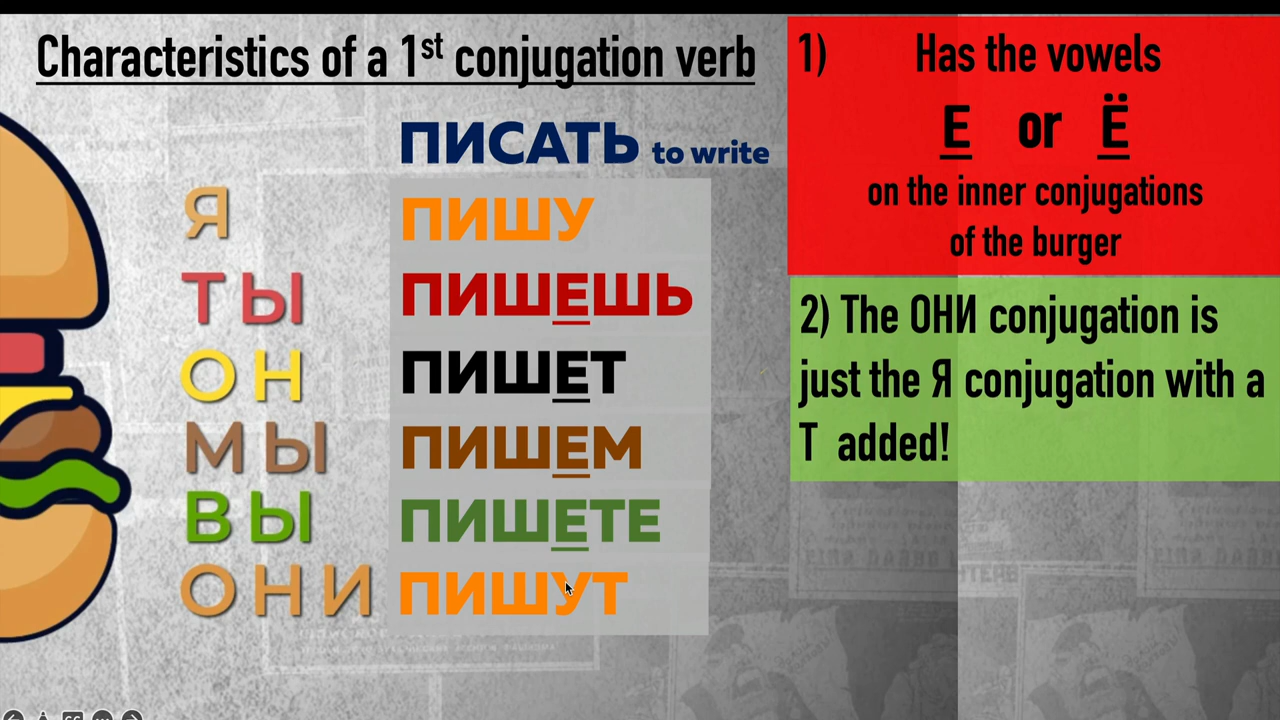 Characteristics of a 1st conjugation verb
ПИСАТЬ to write
Я ПИШУ
ТЫ ПИШЕШЬ
ОН ПИШЕТ
МЫ ПИШЕМ
ВЫ ПИШЕТЕ
ОНИ ПИШУТ
1) Has the vowels
Е or Ё
on the inner conjugations
of the burger
2) The ОНИ conjugation is
just the Я conjugation with a
Т added!